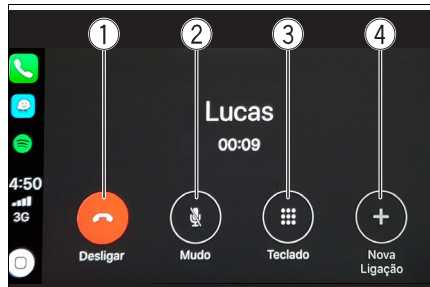 1 2 3 4
Lucas
00:09
4:50
3G
Desligar Mudo Teclado Nova
Ligação